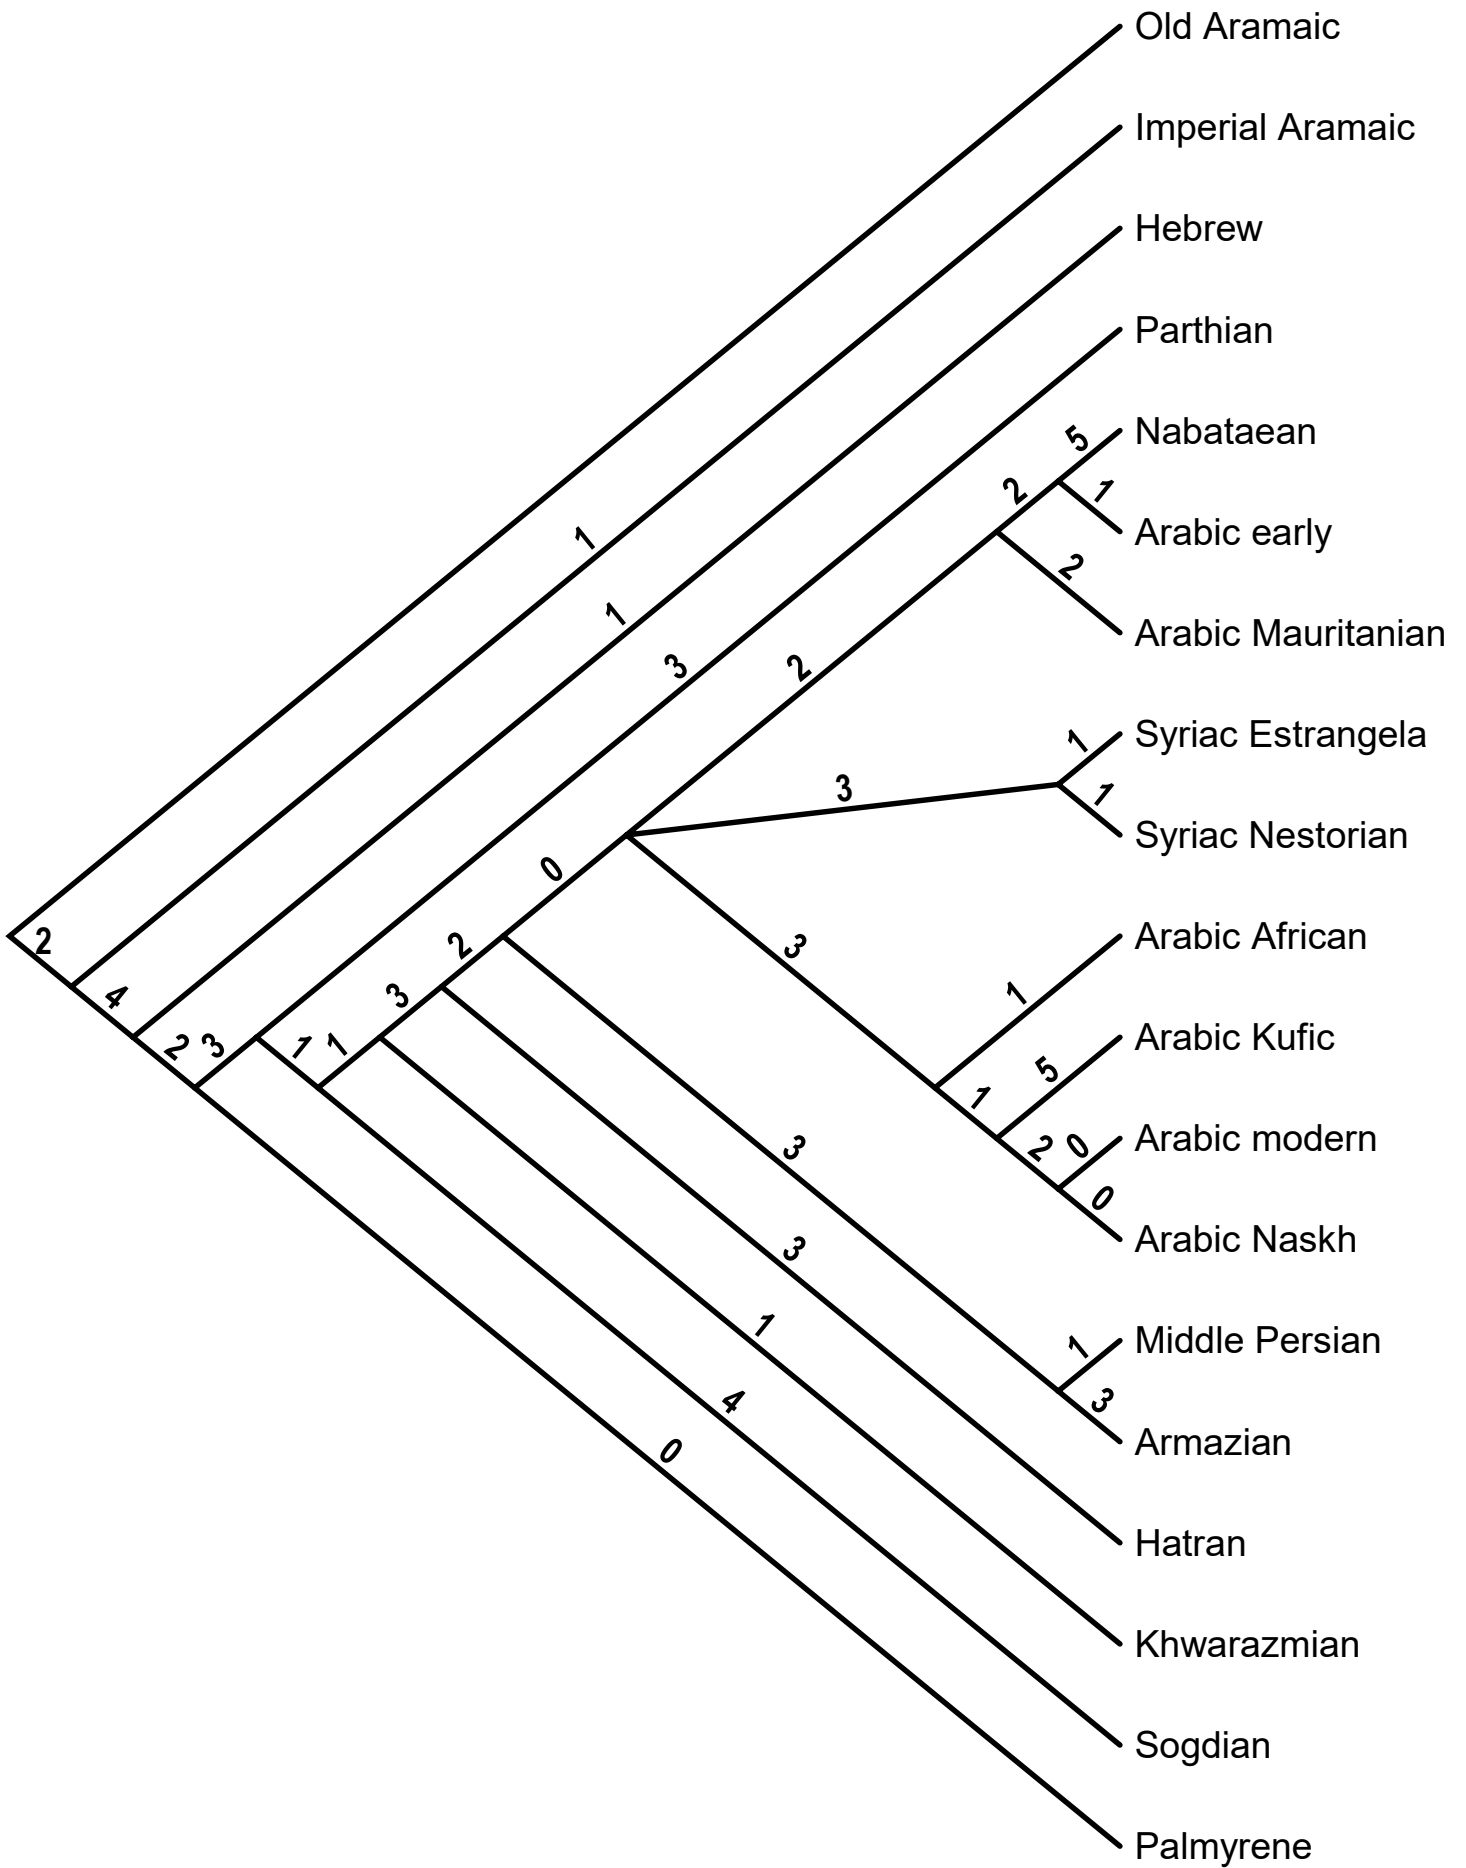 Old Aramaic
Imperial Aramaic
Hebrew
Parthian
5
Nabataean
2
1
Arabic early
1
2
1
Arabic Mauritanian
3
2
1
Syriac Estrangela
3
1
Syriac Nestorian
0
2
2
3
Arabic African
4
3
1
2
3
1
1
5
Arabic Kufic
1
2
0
Arabic modern
3
0
Arabic Naskh
3
1
1
Middle Persian
4
3
Armazian
0
Hatran
Khwarazmian
Sogdian
Palmyrene